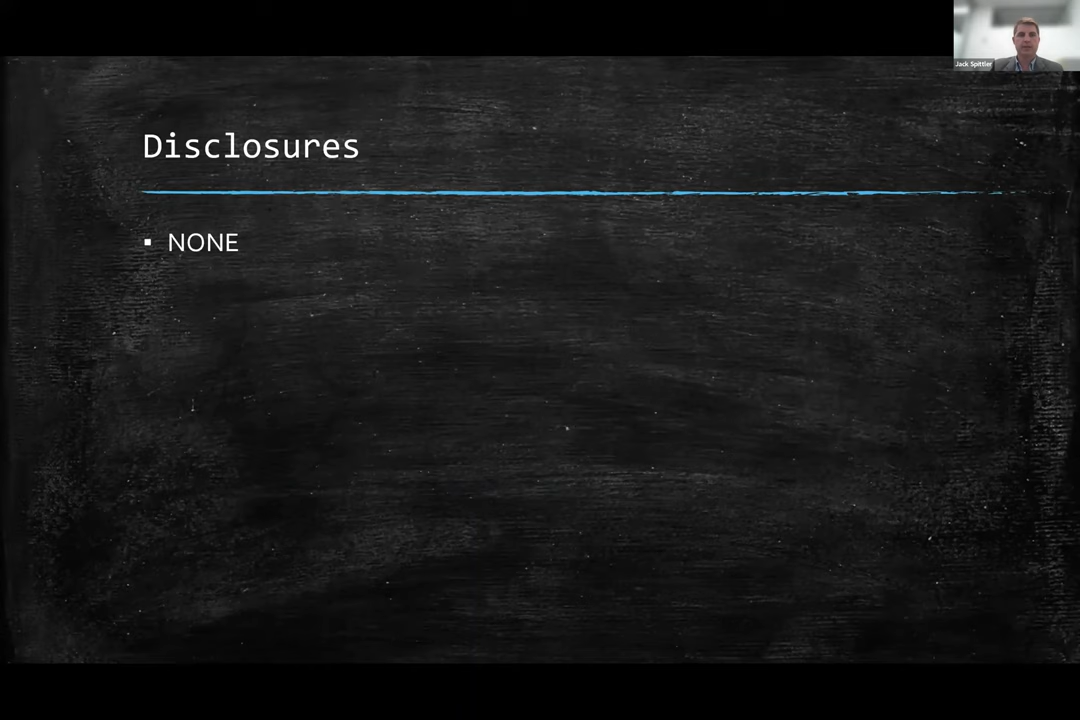 Jack Spittler
Disclosures
▪ NONE